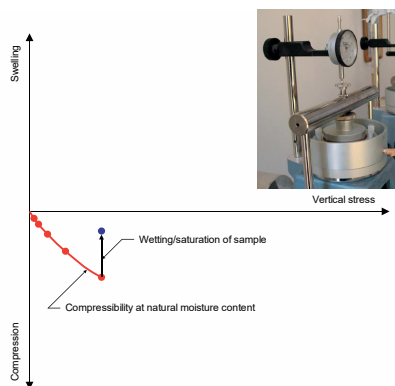 Swelling
Vertical stress
Wetting/saturation of sample
Compressibility at natural moisture content
Compression